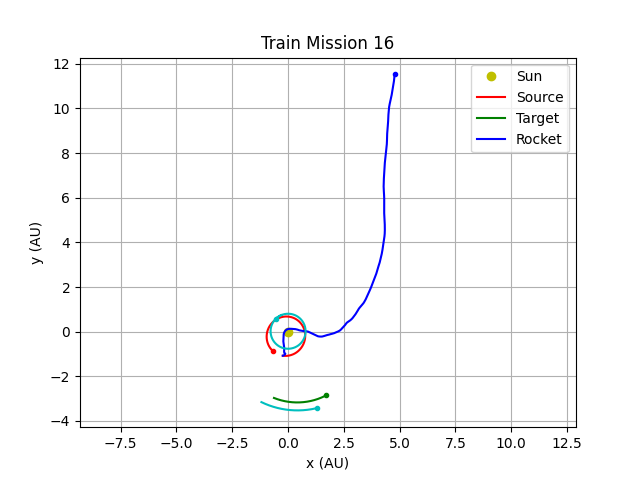 Train Mission 16
12
10
8
6
4
2
0
−2
−4
y (AU)
Sun
Source
Target
Rocket
−7.5 −5.0 −2.5 0.0 2.5 5.0 7.5 10.0 12.5
x (AU)